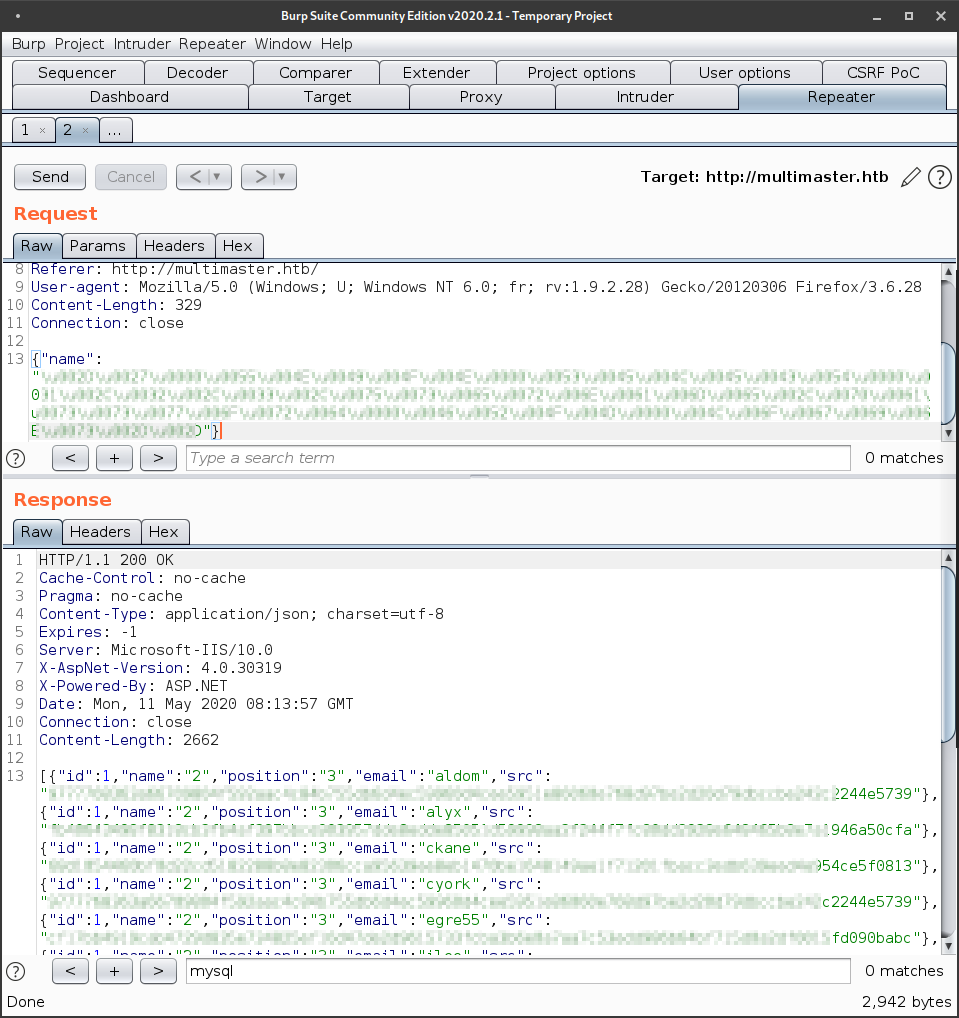 Burp Suite Community Edition v2020.2.1 - Temporary Project
Burp Project Intruder Repeater Window Help
Sequencer Decoder Comparer Extender Project options User options CSRF PoC
Dashboard Target Proxy Intruder Repeater
1 × 2 × ...
Send Cancel < ▼ > ▼ Target: http://multimaster.htb ?
Request
Raw Params Headers Hex
8 Referer: http://multimaster.htb/
9 User-agent: Mozilla/5.0 (Windows; U; Windows NT 6.0; fr; rv:1.9.2.28) Gecko/20120306 Firefox/3.6.28
10 Content-Length: 329
11 Connection: close
12
13 {"name":
"}
? < + > Type a search term 0 matches
Response
Raw Headers Hex
1 HTTP/1.1 200 OK
2 Cache-Control: no-cache
3 Pragma: no-cache
4 Content-Type: application/json; charset=utf-8
5 Expires: -1
6 Server: Microsoft-IIS/10.0
7 X-AspNet-Version: 4.0.30319
8 X-Powered-By: ASP.NET
9 Date: Mon, 11 May 2020 08:13:57 GMT
10 Connection: close
11 Content-Length: 2662
12
13 [{"id":1,"name":"2","position":"3","email":"aldom","src":
2244e5739"},
{"id":1,"name":"2","position":"3","email":"alyx","src":
946a50cfa"},
{"id":1,"name":"2","position":"3","email":"ckane","src":
954ce5f0813"},
{"id":1,"name":"2","position":"3","email":"cyork","src":
c2244e5739"},
{"id":1,"name":"2","position":"3","email":"egre55","src":
fd090babc"},
? < + > mysql 0 matches
Done 2,942 bytes